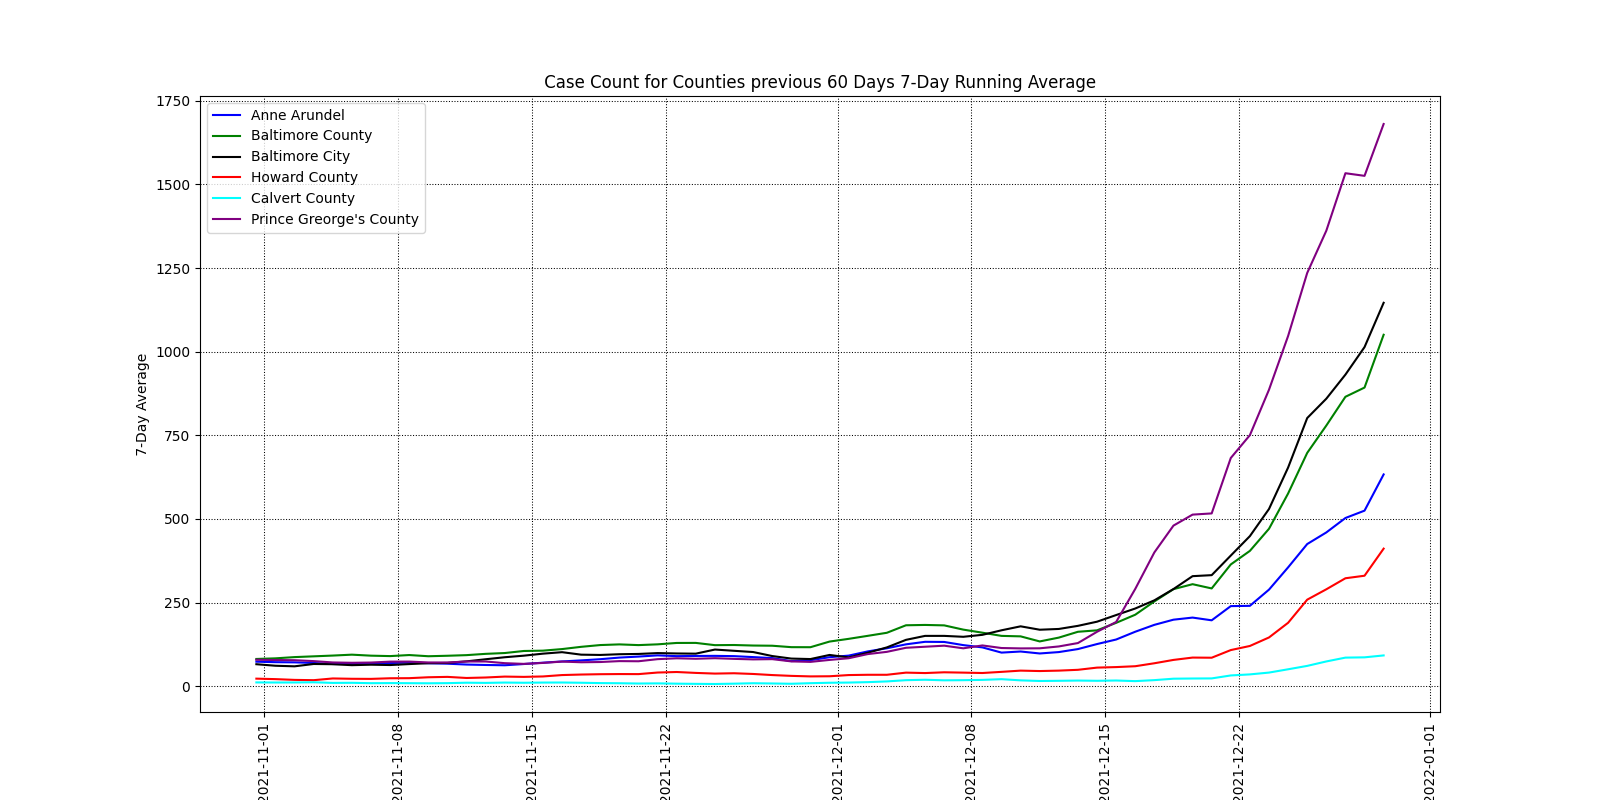 Case Count for Counties previous 60 Days 7-Day Running Average
1750
1500
1250
1000
750
500
250
0
7-Day Average
Anne Arundel
Baltimore County
Baltimore City
Howard County
Calvert County
Prince Greorge's County
2021-11-01
2021-11-08
2021-11-15
2021-11-22
2021-12-01
2021-12-08
2021-12-15
2021-12-22
2022-01-01